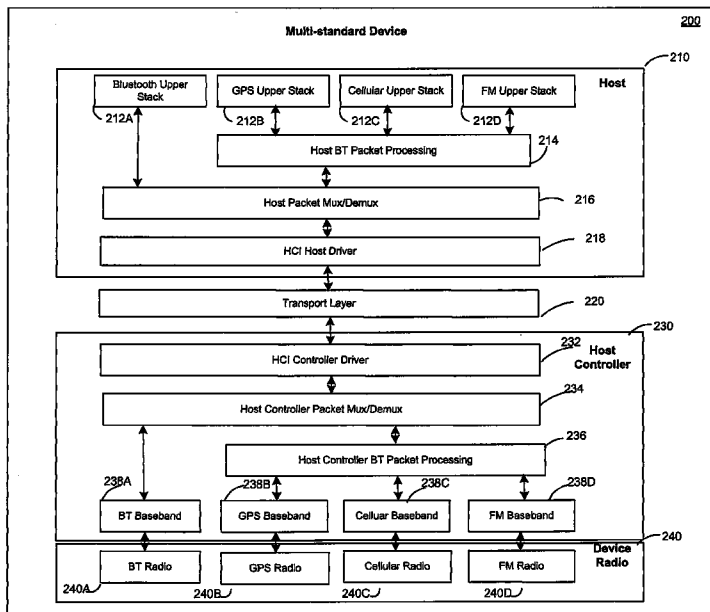 200
Multi-standard Device
210
Host
Bluetooth Upper
Stack
GPS Upper Stack
Cellular Upper Stack
FM Upper Stack
212A
212B
212C
212D
214
Host BT Packet Processing
Host Packet Mux/Demux
216
HCI Host Driver
218
Transport Layer
220
230
232
Host
Controller
HCI Controller Driver
234
Host Controller Packet Mux/Demux
236
Host Controller BT Packet Processing
238A
238B
238C
238D
BT Baseband
GPS Baseband
Celluar Baseband
FM Baseband
240
Device
Radio
BT Radio
GPS Radio
Cellular Radio
FM Radio
240A
240B
240C
240D